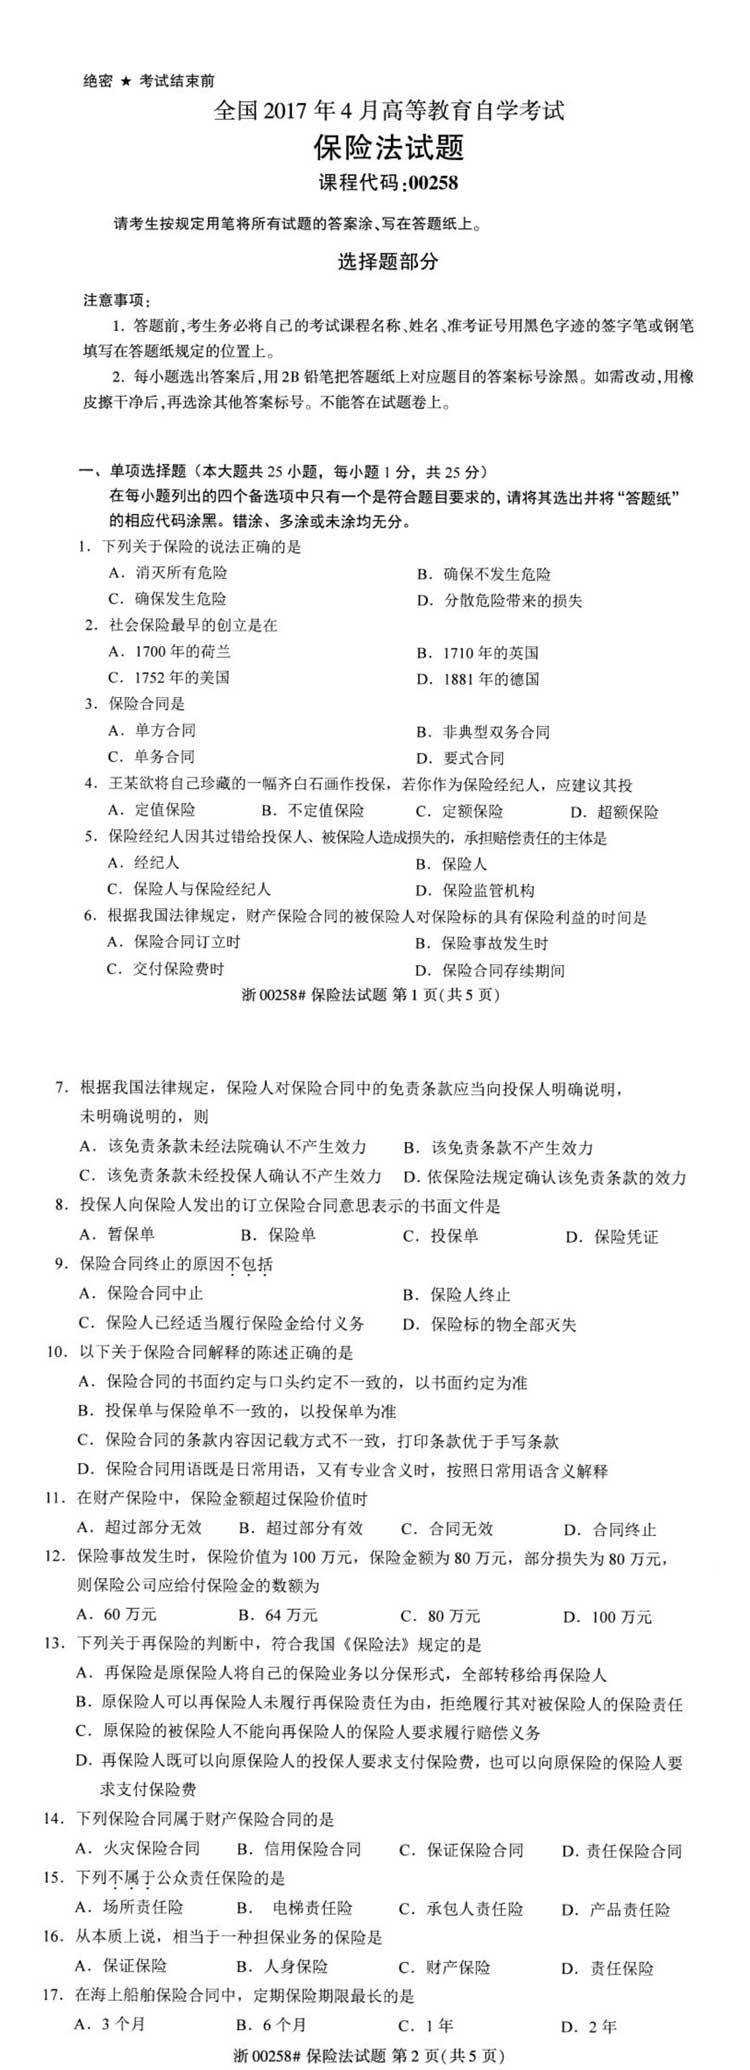 绝密 ★ 考试结束前
全国 2017 年 4 月高等教育自学考试
保险法试题
课程代码:00258
请考生按规定用笔将所有试题的答案涂、写在答题纸上。
选择题部分
注意事项:
1. 答题前,考生务必将自己的考试课程名称、姓名、准考证号用黑色字迹的签字笔或钢笔
填写在答题纸规定的位置上。
2. 每小题选出答案后,用 2B 铅笔把答题纸上对应题目的答案标号涂黑。如需改动,用橡
皮擦干净后,再选涂其他答案标号。不能答在试题卷上。
一、单项选择题(本大题共 25 小题,每小题 1 分,共 25 分)
在每小题列出的四个备选项中只有一个是符合题目要求的,请将其选出并将“答题纸”
的相应代码涂黑。错涂、多涂或未涂均无分。
1. 下列关于保险的说法正确的是
A. 消灭所有危险 B. 确保不发生危险
C. 确保发生危险 D. 分散危险带来的损失
2. 社会保险最早的创立是在
A. 1700 年的荷兰 B. 1710 年的英国
C. 1752 年的美国 D. 1881 年的德国
3. 保险合同是
A. 单方合同 B. 非典型双务合同
C. 单务合同 D. 要式合同
4. 王某欲将自己珍藏的一幅齐白石画作投保,若你作为保险经纪人,应建议其投
A. 定值保险 B. 不定值保险 C. 定额保险 D. 超额保险
5. 保险经纪人因其过错给投保人、被保险人造成损失的,承担赔偿责任的主体是
A. 经纪人 B. 保险人
C. 保险人与保险经纪人 D. 保险监管机构
6. 根据我国法律规定,财产保险合同的被保险人对保险标的具有保险利益的时间是
A. 保险合同订立时 B. 保险事故发生时
C. 交付保险费时 D. 保险合同存续期间
浙 00258# 保险法试题 第 1 页(共 5 页)
7. 根据我国法律规定,保险人对保险合同中的免责条款应当向投保人明确说明,
未明确说明的,则
A. 该免责条款未经法院确认不产生效力 B. 该免责条款不产生效力
C. 该免责条款未经投保人确认不产生效力 D. 依保险法规定确认该免责条款的效力
8. 投保人向保险人发出的订立保险合同意思表示的书面文件是
A. 暂保单 B. 保险单 C. 投保单 D. 保险凭证
9. 保险合同终止的原因不包括
A. 保险合同中止 B. 保险人终止
C. 保险人已经适当履行保险金给付义务 D. 保险标的物全部灭失
10. 以下关于保险合同解释的陈述正确的是
A. 保险合同的书面约定与口头约定不一致的,以书面约定为准
B. 投保单与保险单不一致的,以投保单为准
C. 保险合同的条款内容因记载方式不一致,打印条款优于手写条款
D. 保险合同用语既是日常用语,又有专业含义时,按照日常用语含义解释
11. 在财产保险中,保险金额超过保险价值时
A. 超过部分无效 B. 超过部分有效 C. 合同无效 D. 合同终止
12. 保险事故发生时,保险价值为 100 万元,保险金额为 80 万元,部分损失为 80 万元,
则保险公司应给付保险金的数额为
A. 60 万元 B. 64 万元 C. 80 万元 D. 100 万元
13. 下列关于再保险的判断中,符合我国《保险法》规定的是
A. 再保险是原保险人将自己的保险业务以分保形式,全部转移给再保险人
B. 原保险人可以再保险人未履行再保险责任为由,拒绝履行其对被保险人的保险责任
C. 原保险的被保险人不能向再保险人的保险人要求履行赔偿义务
D. 再保险人既可以向原保险人的投保人要求支付保险费,也可以向原保险的保险人要
求支付保险费
14. 下列保险合同属于财产保险合同的是
A. 火灾保险合同 B. 信用保险合同 C. 保证保险合同 D. 责任保险合同
15. 下列不属于公众责任保险的是
A. 场所责任险 B. 电梯责任险 C. 承包人责任险 D. 产品责任险
16. 从本质上说,相当于一种担保业务的保险是
A. 保证保险 B. 人身保险 C. 财产保险 D. 责任保险
17. 在海上船舶保险合同中,定期保险期限最长的是
A. 3 个月 B. 6 个月 C. 1 年 D. 2 年
浙 00258# 保险法试题 第 2 页(共 5 页)